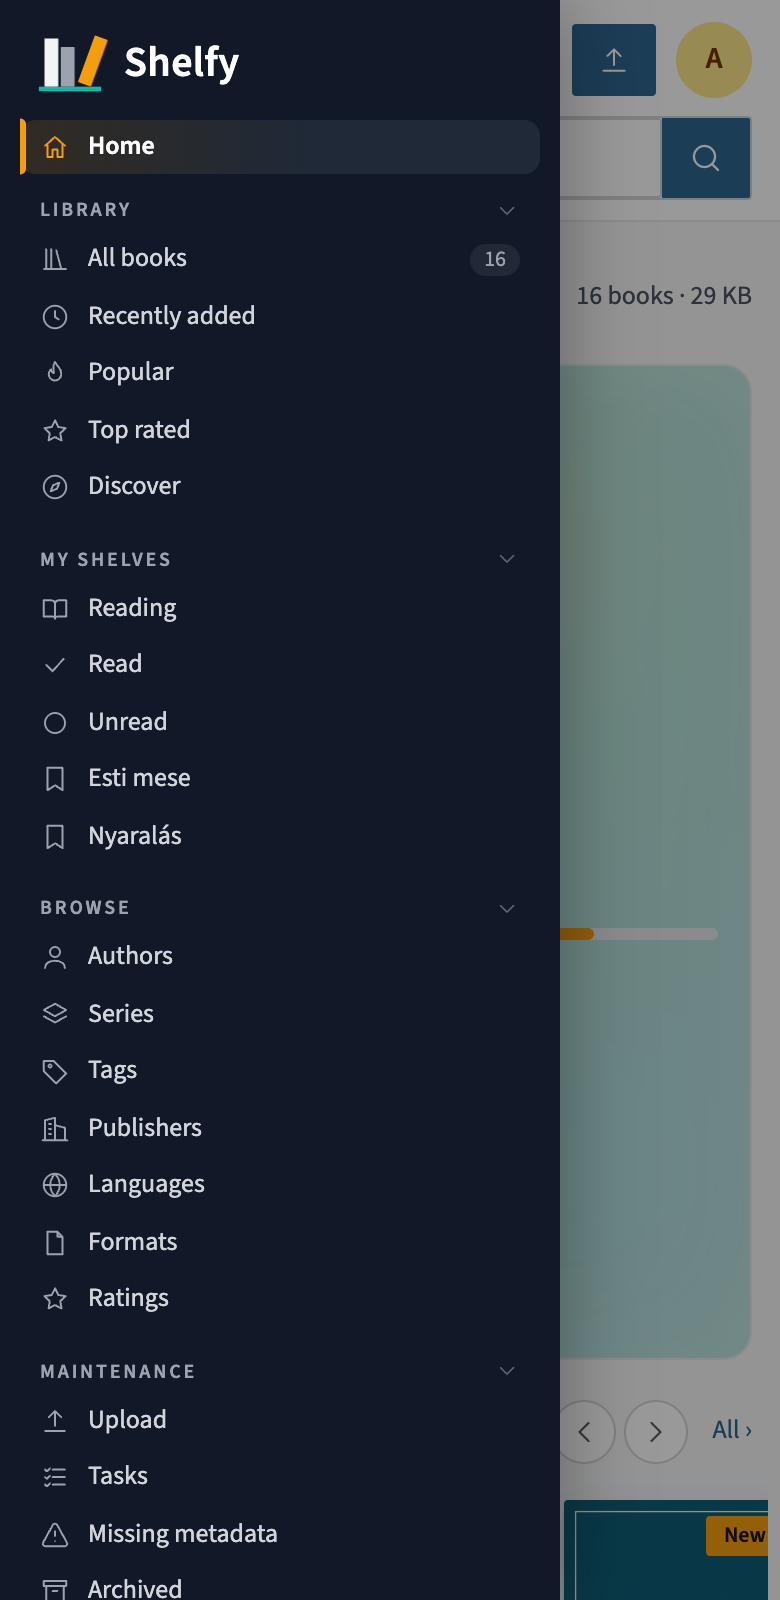 Shelfy
A
Home
LIBRARY
All books 16
16 books · 29 KB
Recently added
Popular
Top rated
Discover
MY SHELVES
Reading
Read
Unread
Esti mese
Nyaralás
BROWSE
Authors
Series
Tags
Publishers
Languages
Formats
Ratings
MAINTENANCE
Upload
All ›
Tasks
Missing metadata
New
Archived